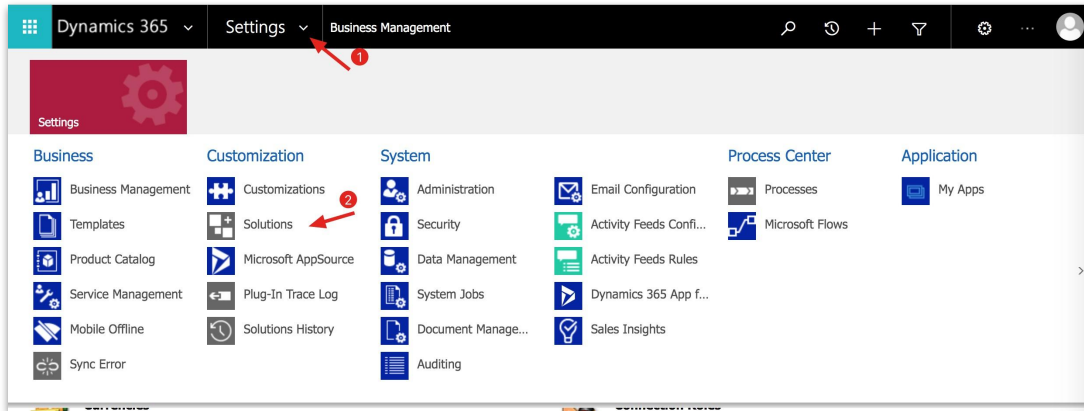 Dynamics 365
Settings
Business Management
1
Settings
Business
Business Management
Templates
Product Catalog
Service Management
Mobile Offline
Sync Error
Customization
Customizations
2
Solutions
Microsoft AppSource
Plug-In Trace Log
Solutions History
System
Administration
Security
Data Management
System Jobs
Document Manage...
Auditing
Email Configuration
Activity Feeds Confi...
Activity Feeds Rules
Dynamics 365 App f...
Sales Insights
Process Center
Processes
Microsoft Flows
Application
My Apps
Currencies
Connection Roles